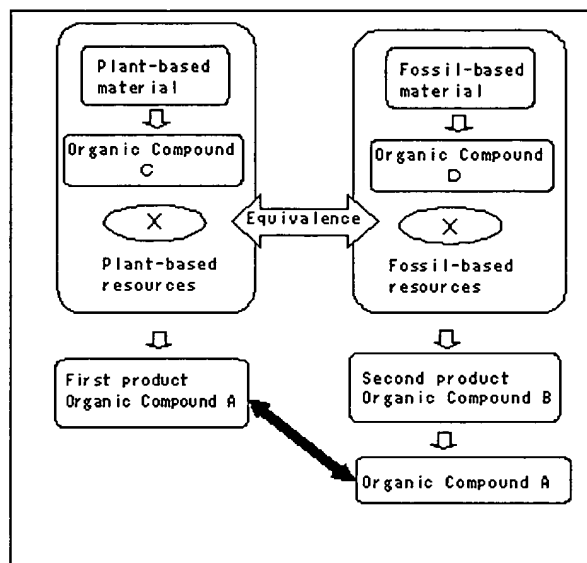 Plant-based
material
Organic Compound
C
X
Plant-based
resources
First product
Organic Compound A
Equivalence
Fossil-based
material
Organic Compound
D
X
Fossil-based
resources
Second product
Organic Compound B
Organic Compound A